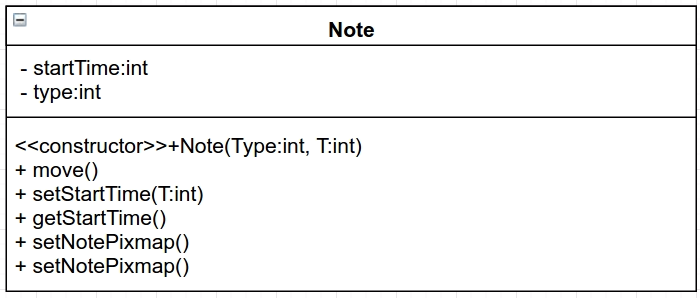 Note
- startTime:int
- type:int
<<constructor>>+Note(Type:int, T:int)
+ move()
+ setStartTime(T:int)
+ getStartTime()
+ setNotePixmap()
+ setNotePixmap()